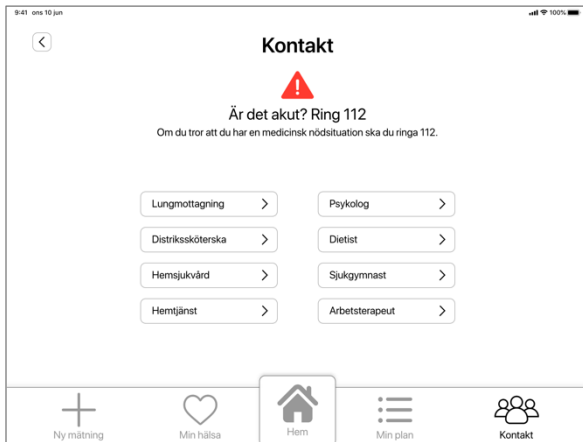 9:41 ons 10 jun
100%
Kontakt
Är det akut? Ring 112
Om du tror att du har en medicinsk nödsituation ska du ringa 112.
Lungmottagning
Psykolog
Distrikssköterska
Dietist
Hemsjukvård
Sjukgymnast
Hemtjänst
Arbetsterapeut
Ny mätning
Min hälsa
Hem
Min plan
Kontakt